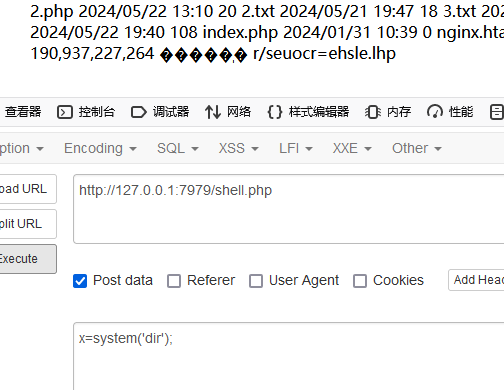 2.php 2024/05/22 13:10 20 2.txt 2024/05/21 19:47 18 3.txt 202
2024/05/22 19:40 108 index.php 2024/01/31 10:39 0 nginx.hta
190,937,227,264 ������ r/seuocr=ehsle.lhp
查看器 控制台 调试器 网络 {} 样式编辑器 内存 性能
ption Encoding SQL XSS LFI XXE Other
oad URL
http://127.0.0.1:7979/shell.php
plit URL
Execute
Post data Referer User Agent Cookies Add Head
x=system('dir');